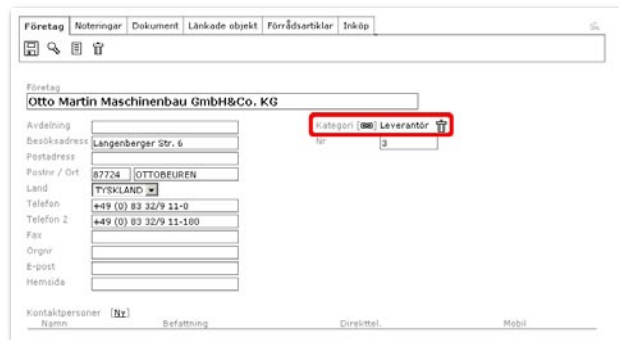 Företag Noteringar Dokument Länkade objekt Förrådsartiklar Inköp
Företag
Otto Martin Maschinenbau GmbH&Co. KG
Avdelning
Kategori [] Leverantör
Besöksadress Langenberger Str. 6
Nr 3
Postadress
Postnr / Ort 87724 OTTOBEUREN
Land TYSKLAND
Telefon +49 (0) 83 32/9 11-0
Telefon 2 +49 (0) 83 32/9 11-180
Fax
Orgnr
E-post
Hemsida
Kontaktpersoner [Ny]
Namn Befattning Direkttel. Mobil